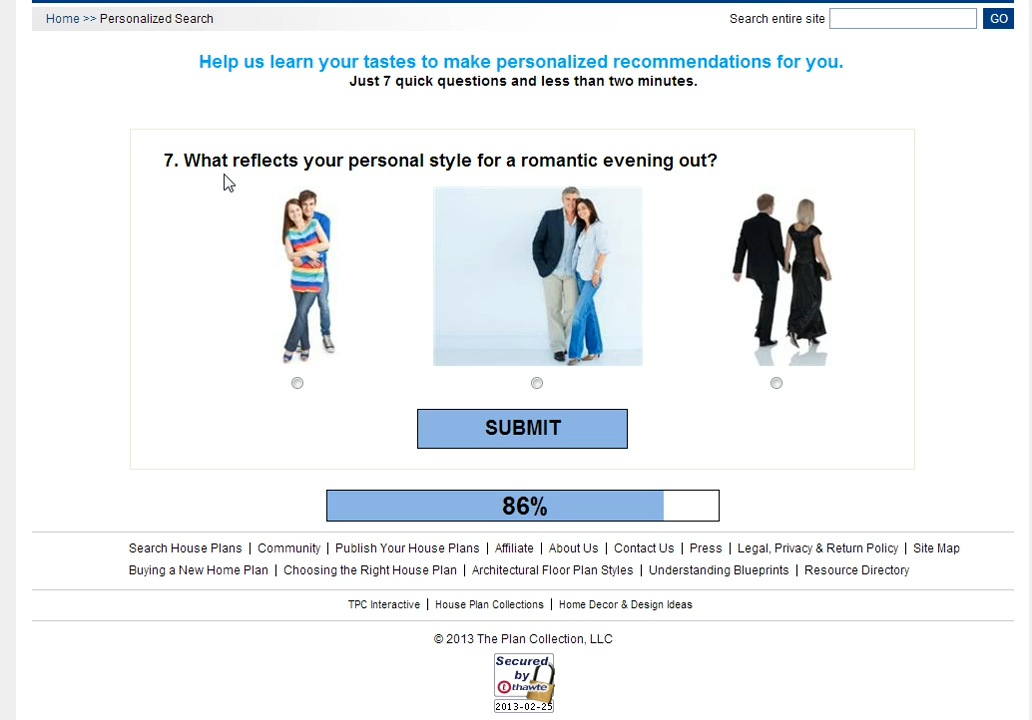 Home >> Personalized Search
Search entire site
GO
Help us learn your tastes to make personalized recommendations for you.
Just 7 quick questions and less than two minutes.
7. What reflects your personal style for a romantic evening out?
SUBMIT
86%
Search House Plans | Community | Publish Your House Plans | Affiliate | About Us | Contact Us | Press | Legal, Privacy & Return Policy | Site Map
Buying a New Home Plan | Choosing the Right House Plan | Architectural Floor Plan Styles | Understanding Blueprints | Resource Directory
TPC Interactive | House Plan Collections | Home Decor & Design Ideas
© 2013 The Plan Collection, LLC
Secured
by
thawte
2013-02-25